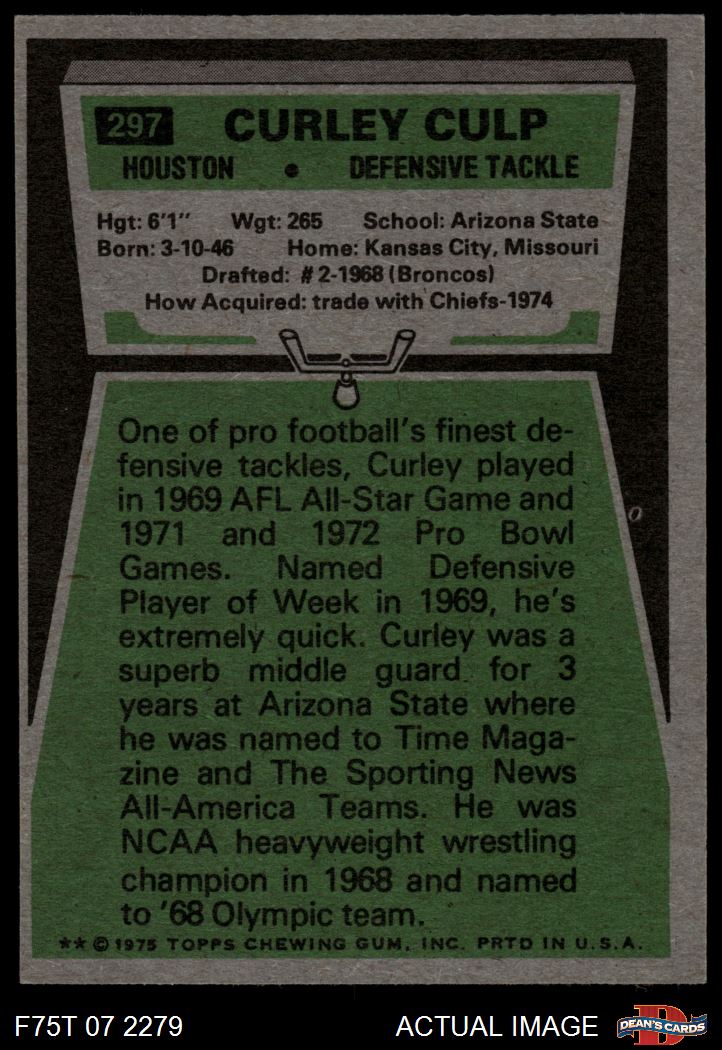 297 CURLEY CULP
HOUSTON • DEFENSIVE TACKLE
Hgt: 6'1" Wgt: 265 School: Arizona State
Born: 3-10-46 Home: Kansas City, Missouri
Drafted: #2-1968 (Broncos)
How Acquired: trade with Chiefs-1974
One of pro football's finest de-
fensive tackles, Curley played
in 1969 AFL All-Star Game and
1971 and 1972 Pro Bowl
Games. Named Defensive
Player of Week in 1969, he's
extremely quick. Curley was a
superb middle guard for 3
years at Arizona State where
he was named to Time Maga-
zine and The Sporting News
All-America Teams. He was
NCAA heavyweight wrestling
champion in 1968 and named
to '68 Olympic team.
** © 1975 TOPPS CHEWING GUM, INC. PRTD IN U.S.A.
F75T 07 2279 ACTUAL IMAGE D DEAN'S CARDS